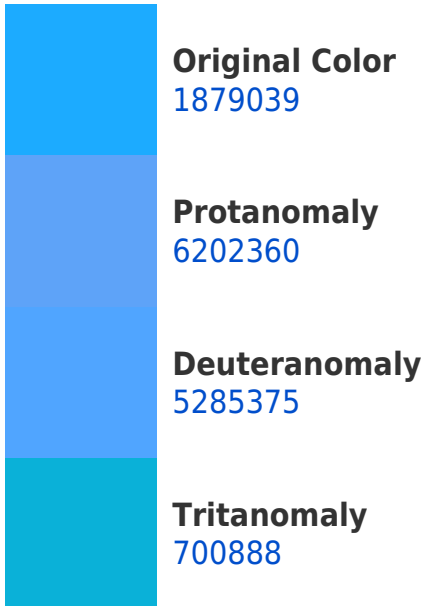 Original Color
1879039
Protanomaly
6202360
Deuteranomaly
5285375
Tritanomaly
700888